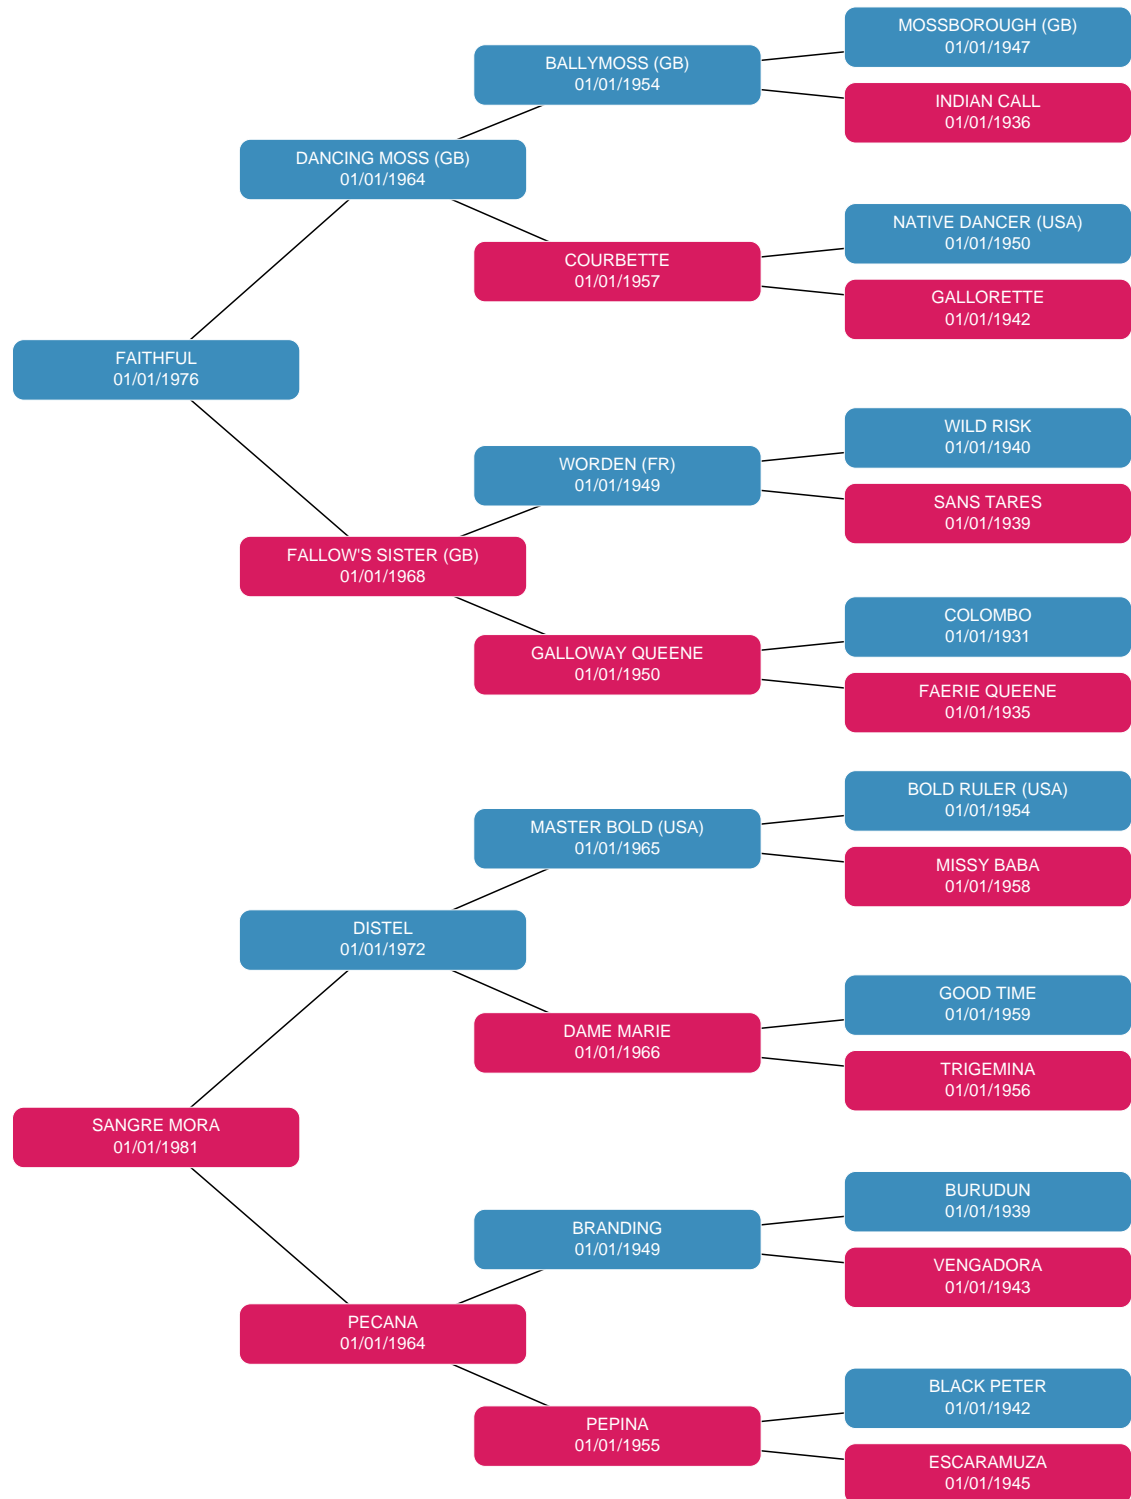 MOSSBOROUGH (GB)
01/01/1947
BALLYMOSS (GB)
01/01/1954
INDIAN CALL
01/01/1936
DANCING MOSS (GB)
01/01/1964
NATIVE DANCER (USA)
01/01/1950
COURBETTE
01/01/1957
GALLORETTE
01/01/1942
FAITHFUL
01/01/1976
WILD RISK
01/01/1940
WORDEN (FR)
01/01/1949
SANS TARES
01/01/1939
FALLOW'S SISTER (GB)
01/01/1968
COLOMBO
01/01/1931
GALLOWAY QUEENE
01/01/1950
FAERIE QUEENE
01/01/1935
BOLD RULER (USA)
01/01/1954
MASTER BOLD (USA)
01/01/1965
MISSY BABA
01/01/1958
DISTEL
01/01/1972
GOOD TIME
01/01/1959
DAME MARIE
01/01/1966
TRIGEMINA
01/01/1956
SANGRE MORA
01/01/1981
BURUDUN
01/01/1939
BRANDING
01/01/1949
VENGADORA
01/01/1943
PECANA
01/01/1964
BLACK PETER
01/01/1942
PEPINA
01/01/1955
ESCARAMUZA
01/01/1945